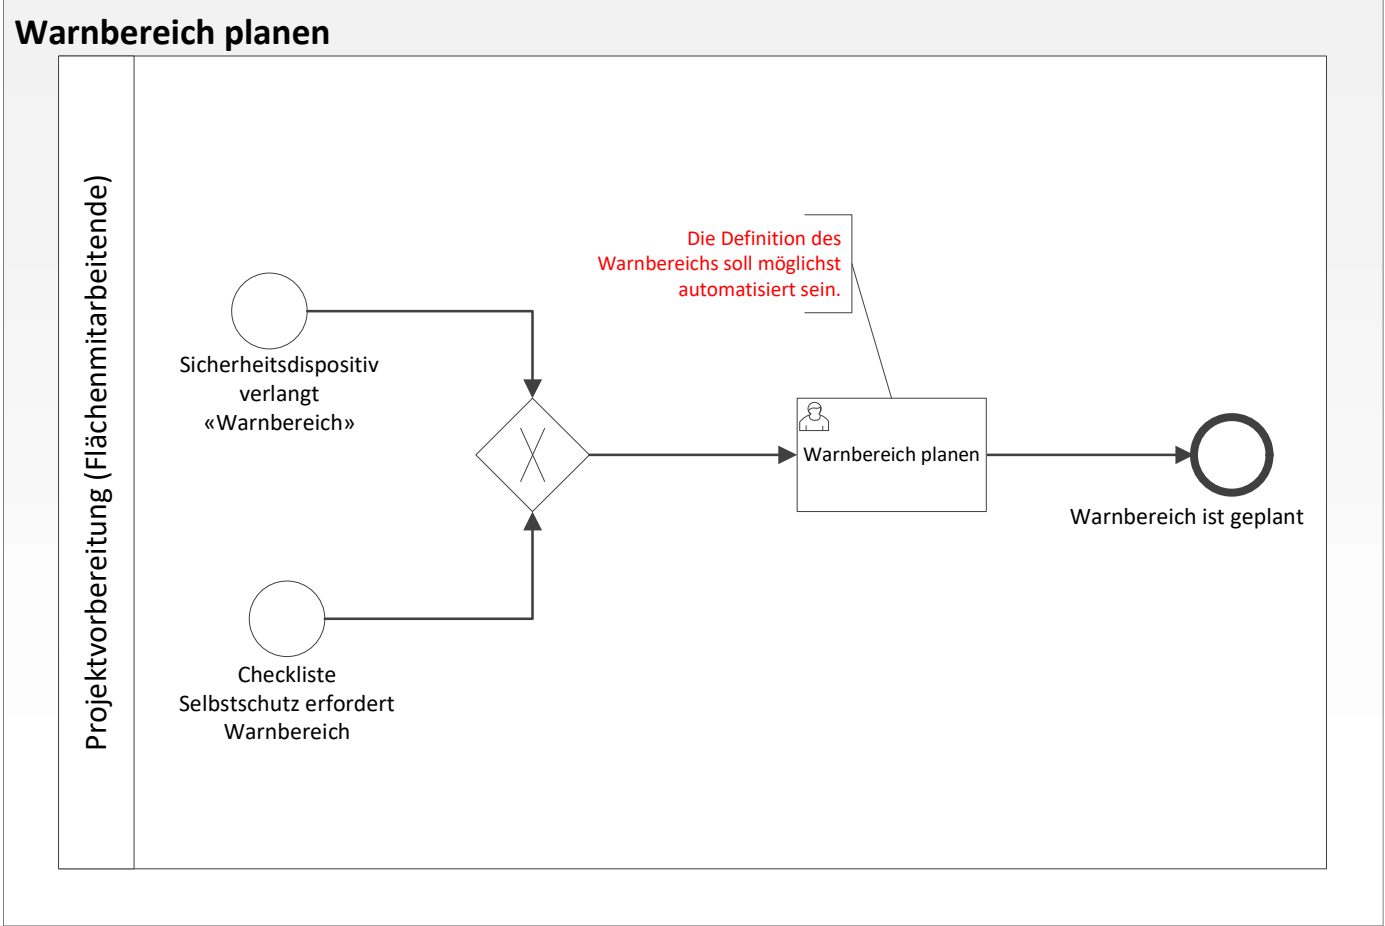 Warnbereich planen
Projektvorbereitung (Flächenmitarbeitende)
Die Definition des
Warnbereichs soll möglichst
automatisiert sein.
Sicherheitsdispositiv
verlangt
«Warnbereich»
Warnbereich planen
Warnbereich ist geplant
Checkliste
Selbstschutz erfordert
Warnbereich